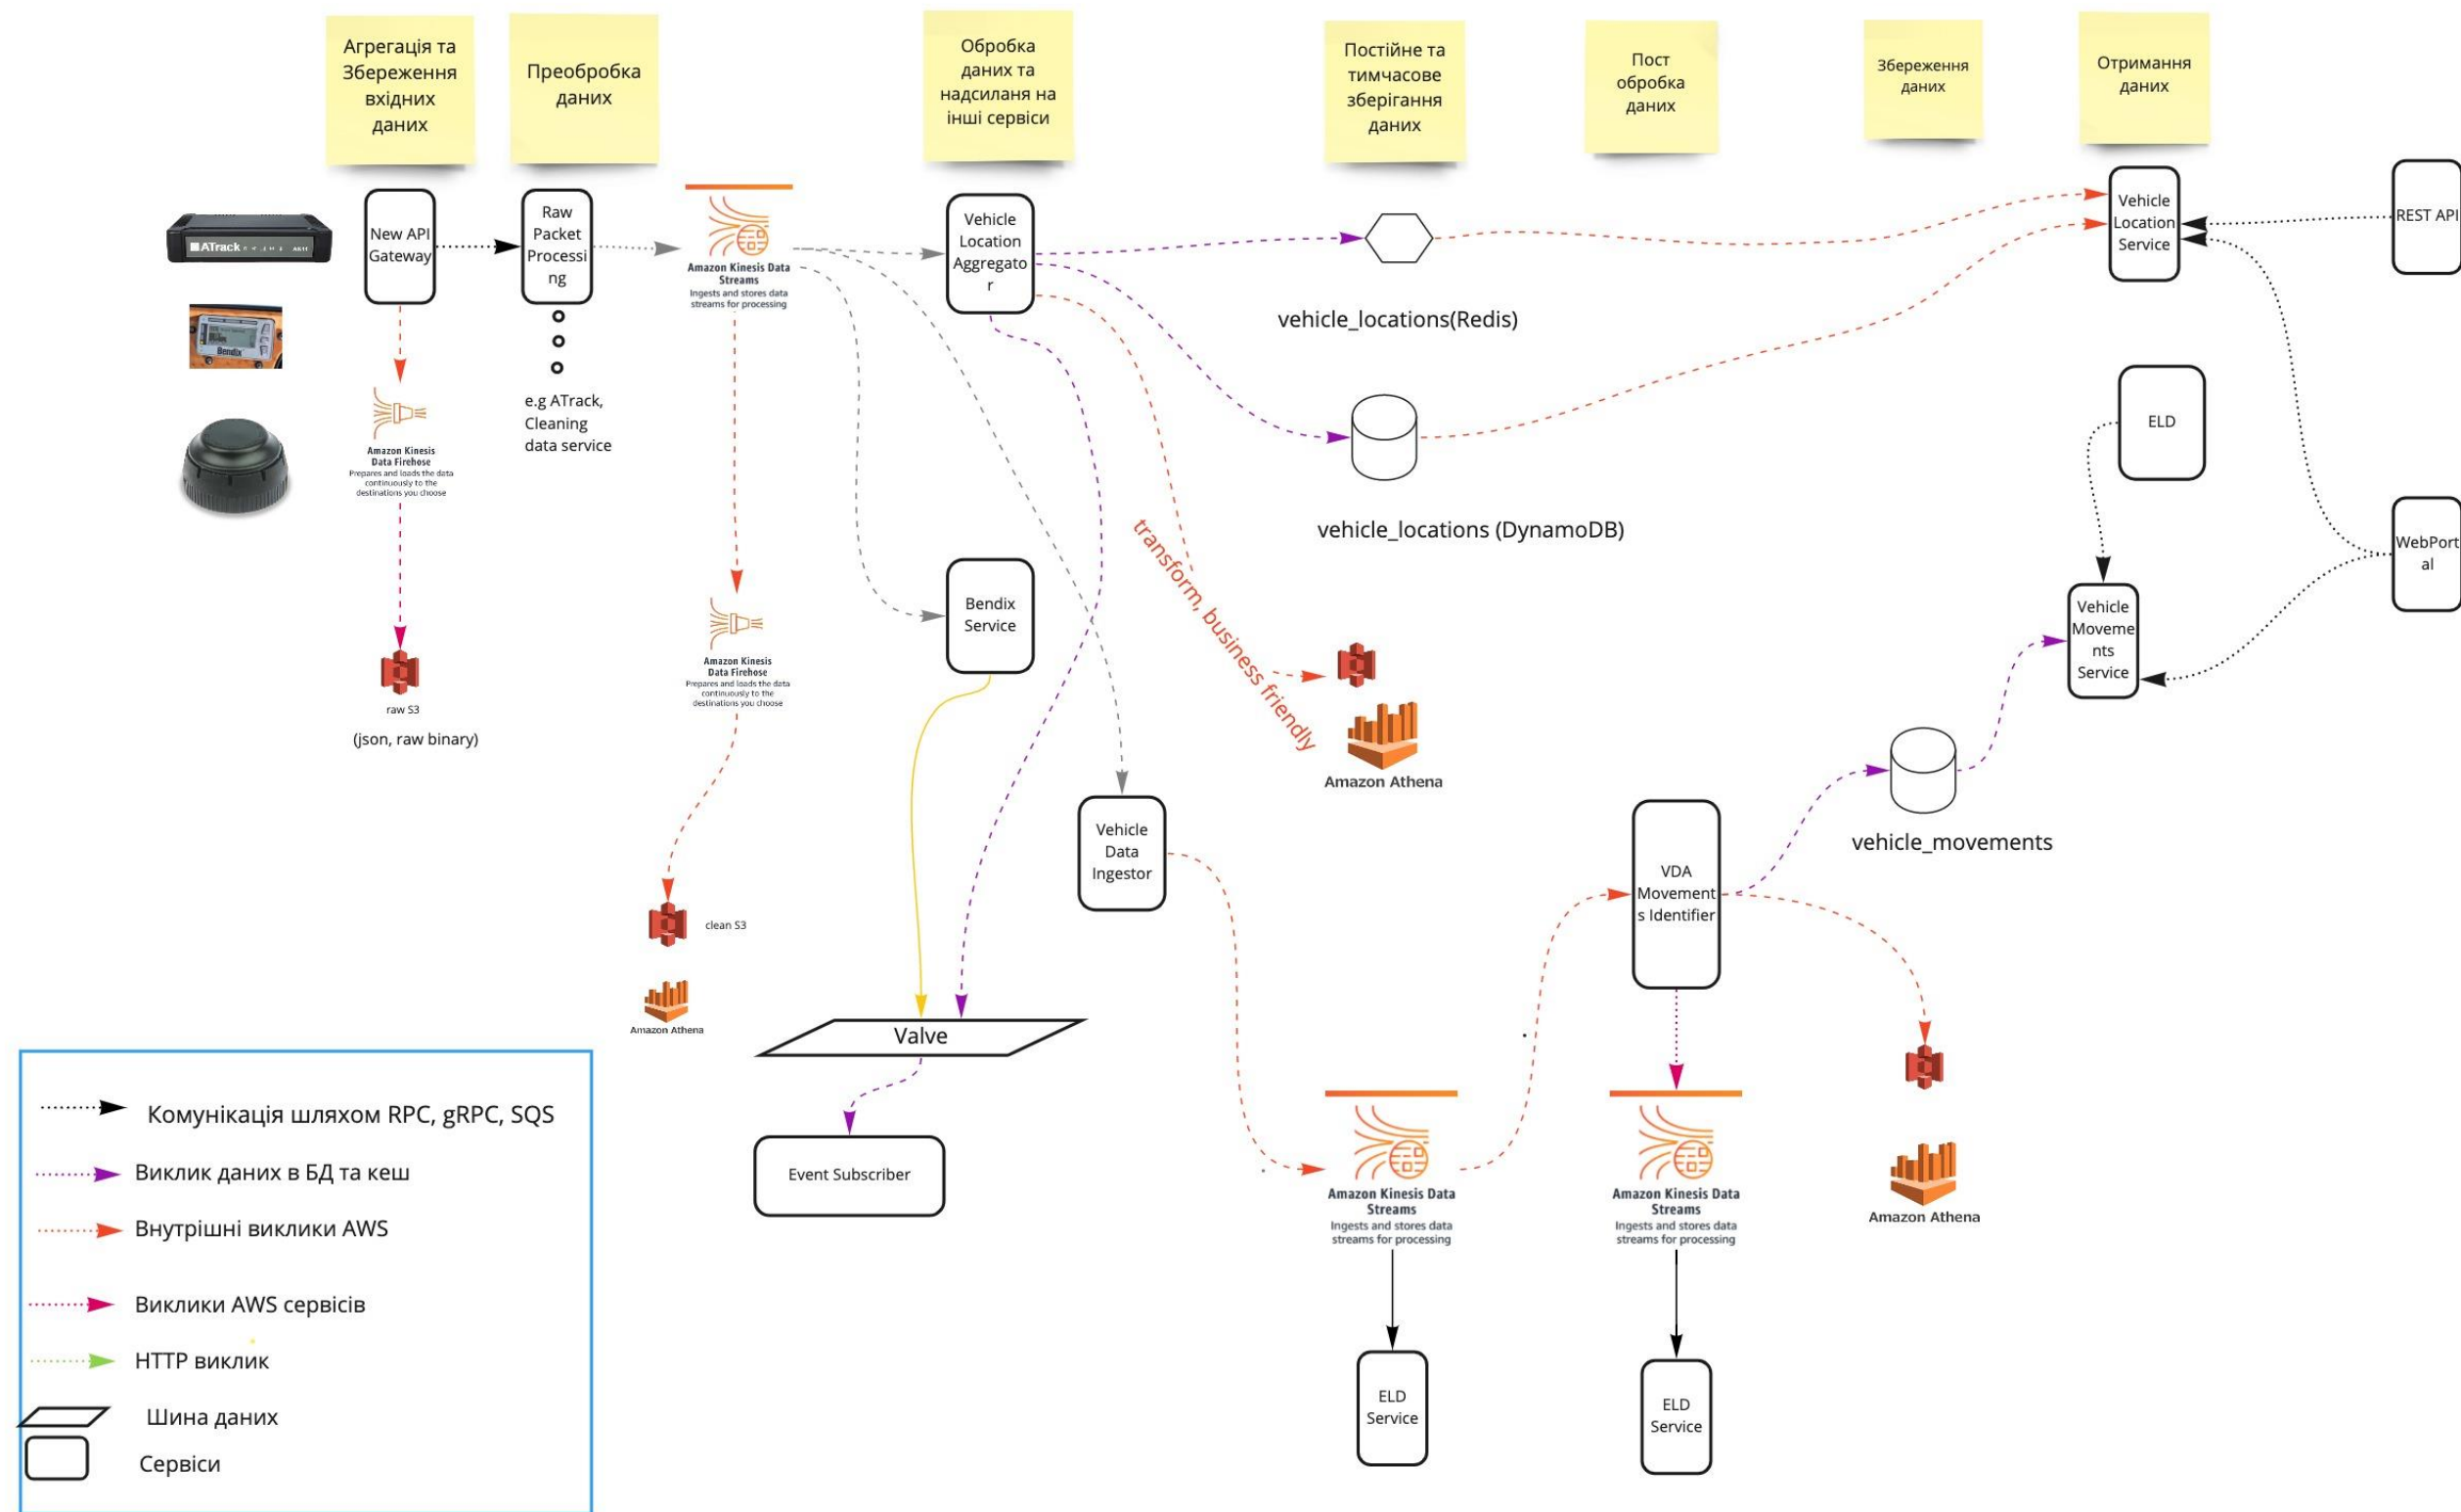 Агрегація та
Збереження
вхідних
даних
Преобробка
даних
Обробка
даних та
надсиланя на
інші сервіси
Постійне та
тимчасове
зберігання
даних
Пост
обробка
даних
Збереження
даних
Отримання
даних
ATrack
New API
Gateway
Raw
Packet
Processi
ng
Amazon Kinesis Data
Streams
Ingests and stores data
streams for processing
Vehicle
Location
Aggregato
r
vehicle_locations(Redis)
Vehicle
Location
Service
REST API
Bendix
e.g ATrack,
Cleaning
data service
Amazon Kinesis
Data Firehose
Prepares and loads the data
continuously to the
destinations you choose
vehicle_locations (DynamoDB)
ELD
WebPort
al
transform, business friendly
Bendix
Service
Vehicle
Moveme
nts
Service
Amazon Kinesis
Data Firehose
Prepares and loads the data
continuously to the
destinations you choose
raw S3
(json, raw binary)
Amazon Athena
Vehicle
Data
Ingestor
vehicle_movements
VDA
Movement
s Identifier
clean S3
Amazon Athena
Valve
Event Subscriber
Amazon Kinesis Data
Streams
Ingests and stores data
streams for processing
Amazon Kinesis Data
Streams
Ingests and stores data
streams for processing
Amazon Athena
ELD
Service
ELD
Service
Комунікація шляхом RPC, gRPC, SQS
Виклик даних в БД та кеш
Внутрішні виклики AWS
Виклики AWS сервісів
HTTP виклик
Шина даних
Сервіси